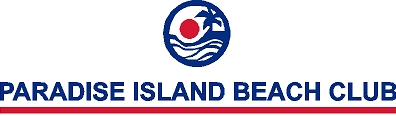 PARADISE ISLAND BEACH CLUB